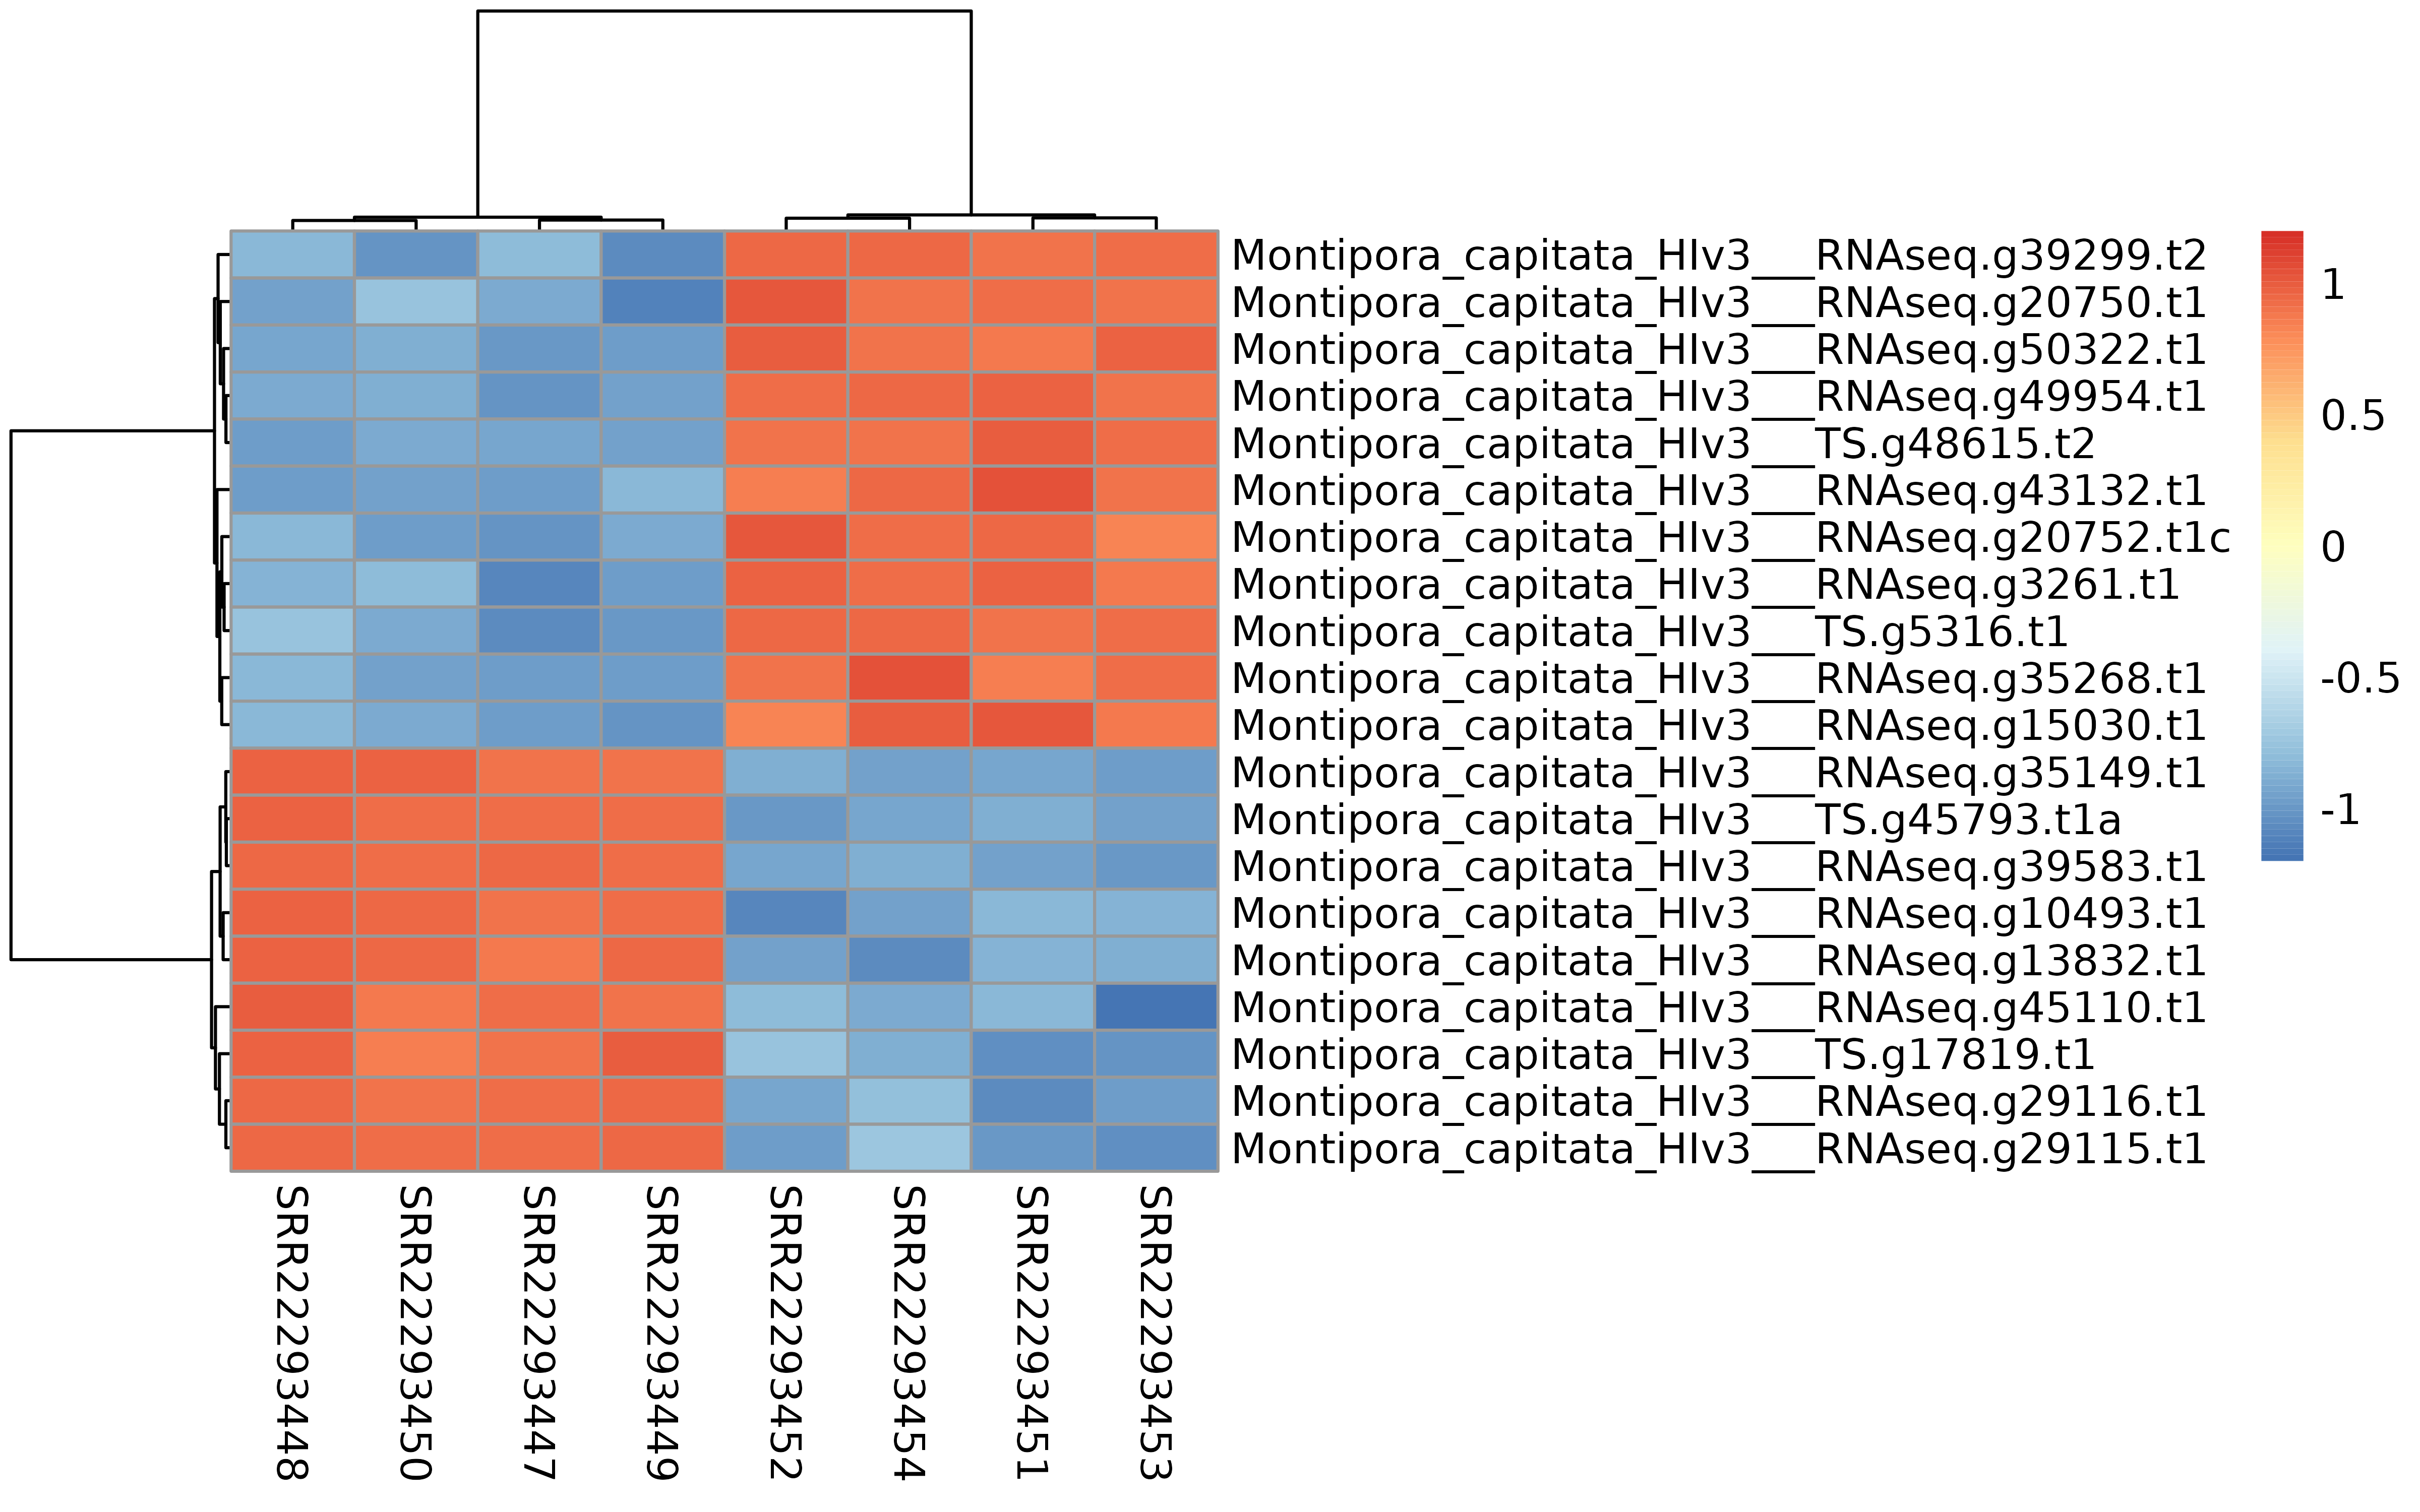 Montipora_capitata_HIv3___RNAseq.g39299.t2
Montipora_capitata_HIv3___RNAseq.g20750.t1
Montipora_capitata_HIv3___RNAseq.g50322.t1
Montipora_capitata_HIv3___RNAseq.g49954.t1
Montipora_capitata_HIv3___TS.g48615.t2
Montipora_capitata_HIv3___RNAseq.g43132.t1
Montipora_capitata_HIv3___RNAseq.g20752.t1c
Montipora_capitata_HIv3___RNAseq.g3261.t1
Montipora_capitata_HIv3___TS.g5316.t1
Montipora_capitata_HIv3___RNAseq.g35268.t1
Montipora_capitata_HIv3___RNAseq.g15030.t1
Montipora_capitata_HIv3___RNAseq.g35149.t1
Montipora_capitata_HIv3___TS.g45793.t1a
Montipora_capitata_HIv3___RNAseq.g39583.t1
Montipora_capitata_HIv3___RNAseq.g10493.t1
Montipora_capitata_HIv3___RNAseq.g13832.t1
Montipora_capitata_HIv3___RNAseq.g45110.t1
Montipora_capitata_HIv3___TS.g17819.t1
Montipora_capitata_HIv3___RNAseq.g29116.t1
Montipora_capitata_HIv3___RNAseq.g29115.t1
1
0.5
0
-0.5
-1
SRR22293448
SRR22293450
SRR22293447
SRR22293449
SRR22293452
SRR22293454
SRR22293451
SRR22293453